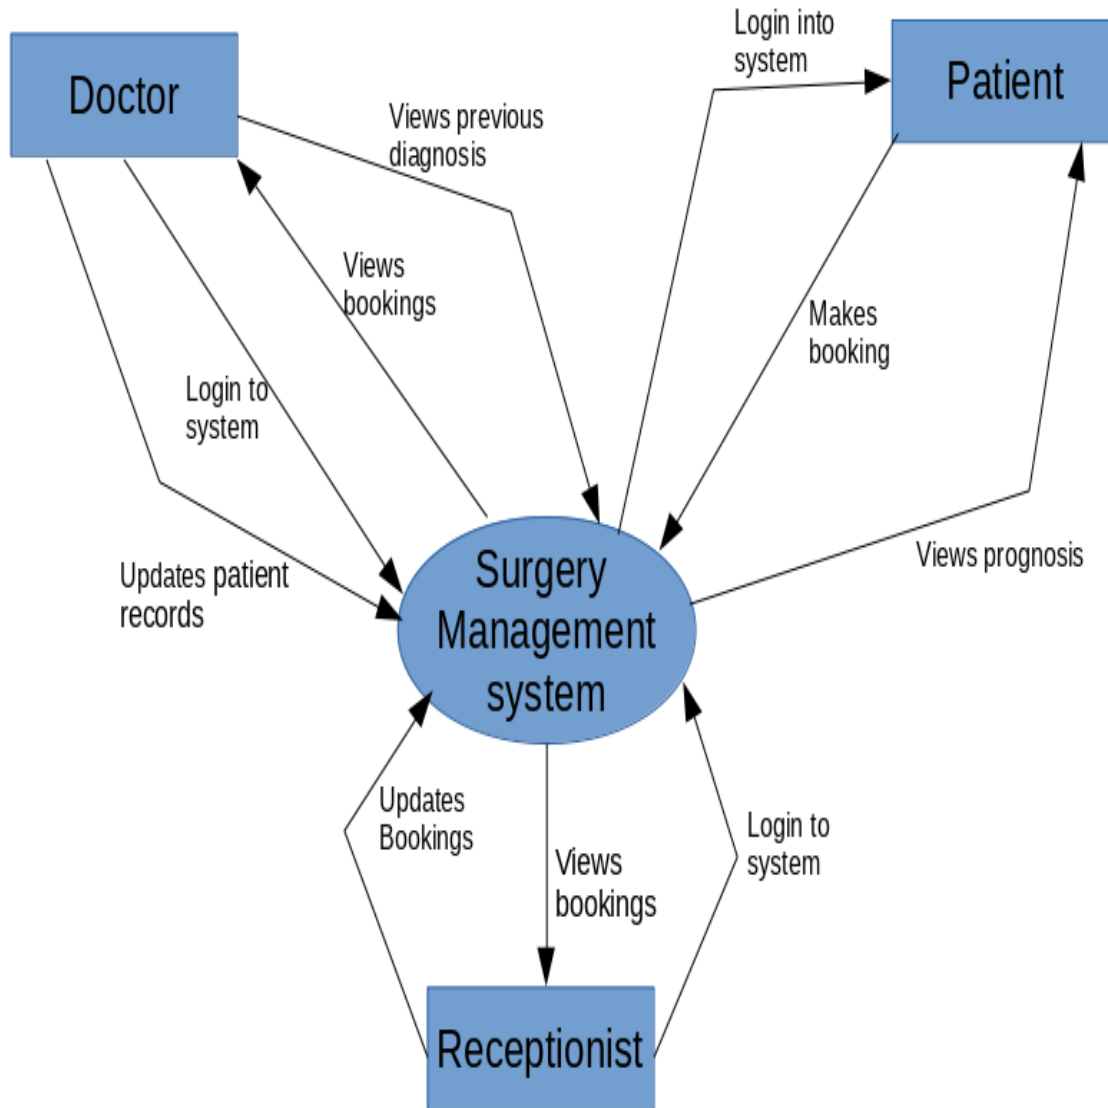 Doctor
Login into
system
Patient
Views previous
diagnosis
Views
bookings
Makes
booking
Login to
system
Updates patient
records
Views prognosis
Surgery
Management
system
Updates
Bookings
Views
bookings
Login to
system
Receptionist